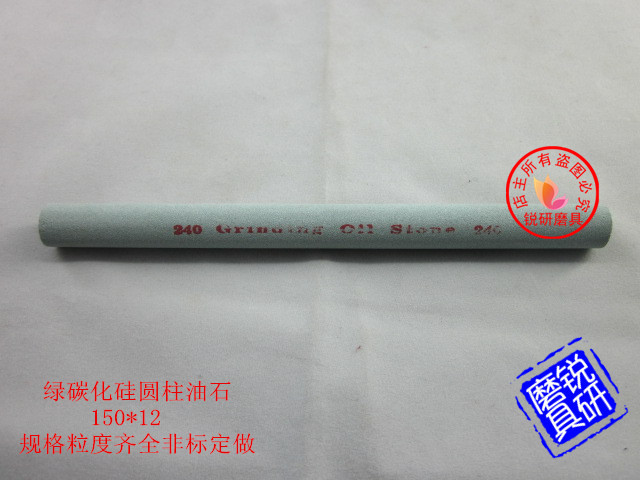 店主所有盗图必究
锐研磨具
240 Grinding Oil Stone 240
绿碳化硅圆柱油石
150*12
规格粒度齐全非标定做
锐研
磨具